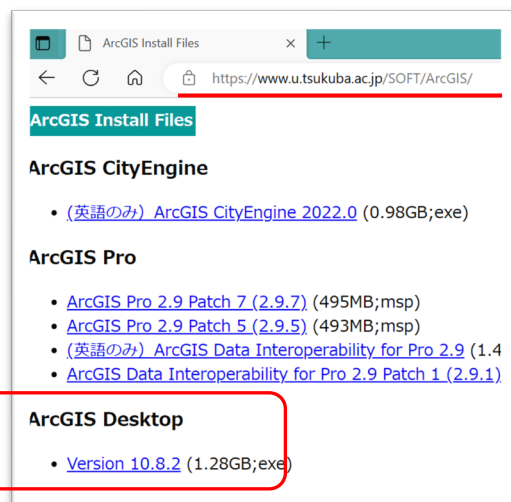 ArcGIS Install Files
https://www.u.tsukuba.ac.jp/SOFT/ArcGIS/
ArcGIS Install Files
ArcGIS CityEngine
• (英語のみ) ArcGIS CityEngine 2022.0 (0.98GB;exe)
ArcGIS Pro
• ArcGIS Pro 2.9 Patch 7 (2.9.7) (495MB;msp)
• ArcGIS Pro 2.9 Patch 5 (2.9.5) (493MB;msp)
• (英語のみ) ArcGIS Data Interoperability for Pro 2.9 (1.4
• ArcGIS Data Interoperability for Pro 2.9 Patch 1 (2.9.1)
ArcGIS Desktop
• Version 10.8.2 (1.28GB;exe)